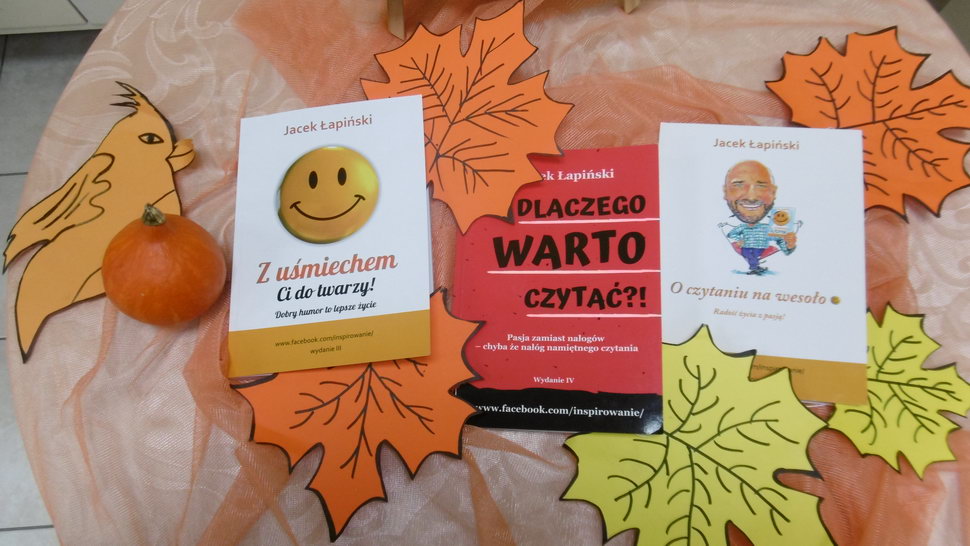 Jacek Łapiński
Z uśmiechem
Ci do twarzy!
Dobry humor to lepsze życie
www.facebook.com/inspirowanie/
wydanie III
Łapiński
DLACZEGO
WARTO
CZYTAĆ?!
Pasja zamiast nałogów
– chyba że nałóg namiętnego czytania
Wydanie IV
www.facebook.com/inspirowanie/
Jacek Łapiński
O czytaniu na wesoło
Radość życia z pasją!